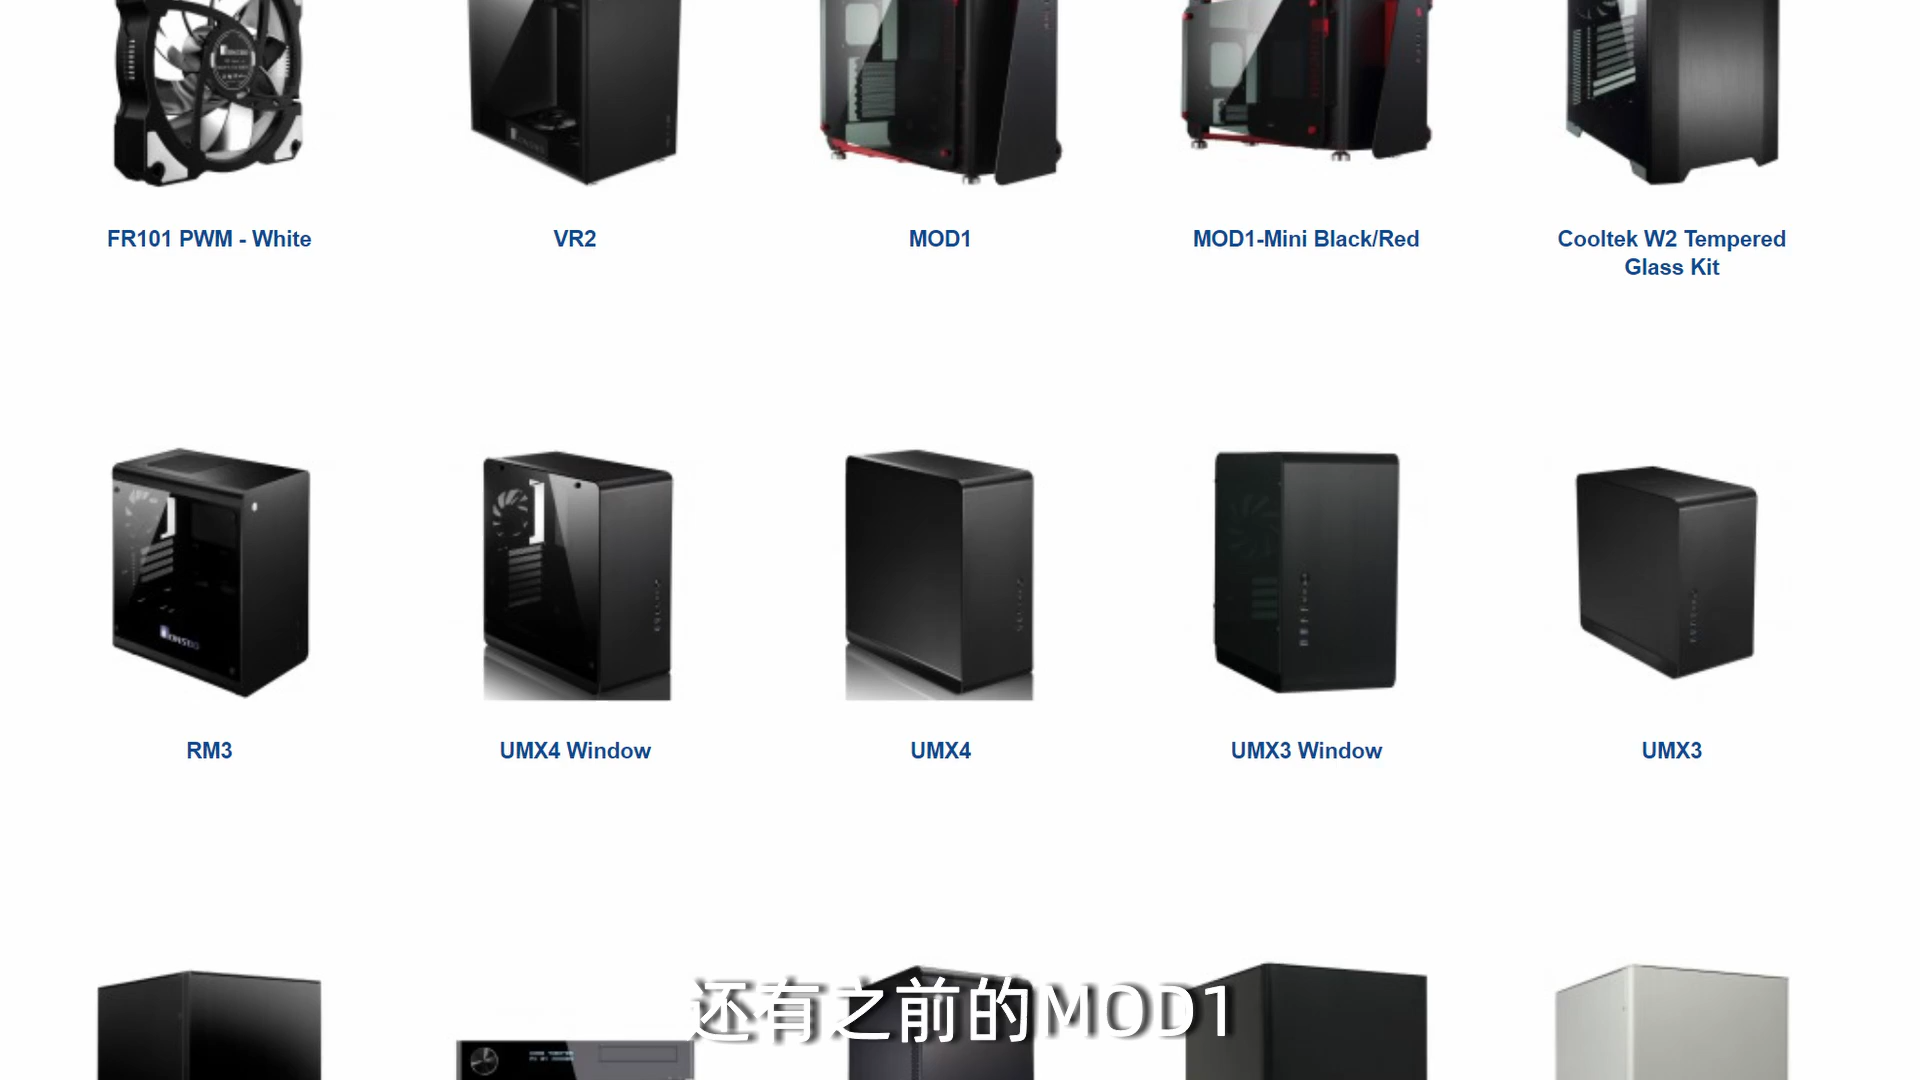 FR101 PWM - White
VR2
MOD1
MOD1-Mini Black/Red
Cooltek W2 Tempered
Glass Kit
RM3
UMX4 Window
UMX4
UMX3 Window
UMX3
还有之前的MOD1